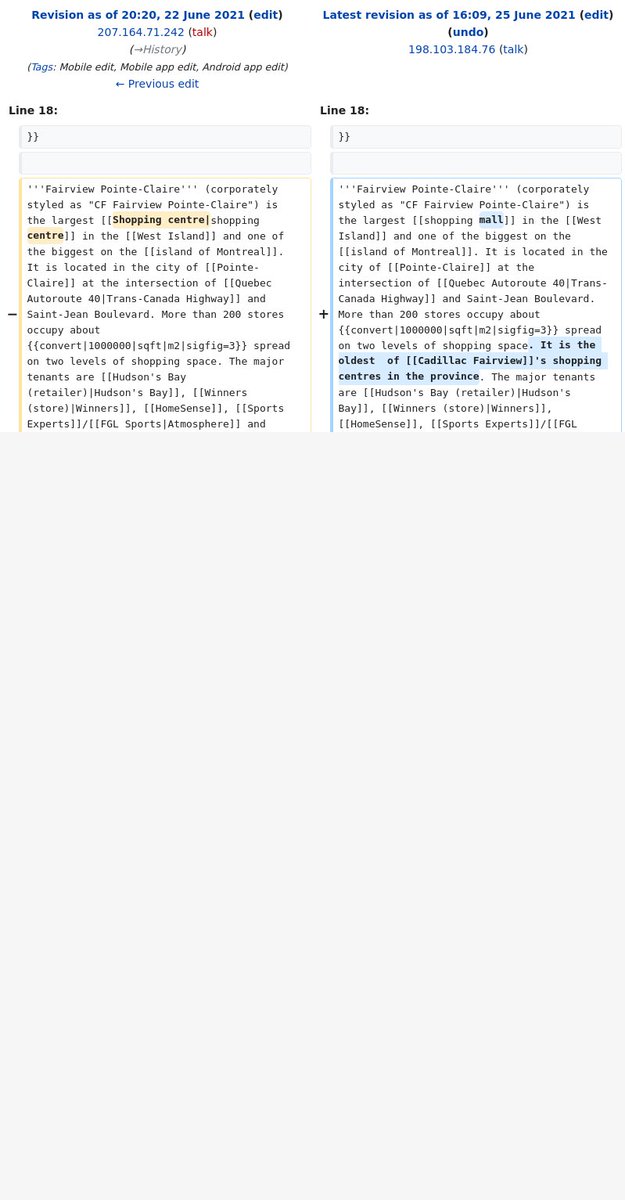 Revision as of 20:20, 22 June 2021 (edit)
207.164.71.242 (talk)
(→History)
(Tags: Mobile edit, Mobile app edit, Android app edit)
← Previous edit
Latest revision as of 16:09, 25 June 2021 (edit)
(undo)
198.103.184.76 (talk)
Line 18:
Line 18:
}}
}}
−
'''Fairview Pointe-Claire''' (corporately
styled as "CF Fairview Pointe-Claire") is
the largest [[Shopping centre|shopping
centre]] in the [[West Island]] and one of
the biggest on the [[island of Montreal]].
It is located in the city of [[Pointe-
Claire]] at the intersection of [[Quebec
Autoroute 40|Trans-Canada Highway]] and
Saint-Jean Boulevard. More than 200 stores
occupy about
{{convert|1000000|sqft|m2|sigfig=3}} spread
on two levels of shopping space. The major
tenants are [[Hudson's Bay
(retailer)|Hudson's Bay]], [[Winners
(store)|Winners]], [[HomeSense]], [[Sports
Experts]]/[[FGL Sports|Atmosphere]] and
+
'''Fairview Pointe-Claire''' (corporately
styled as "CF Fairview Pointe-Claire") is
the largest [[shopping mall]] in the [[West
Island]] and one of the biggest on the
[[island of Montreal]]. It is located in the
city of [[Pointe-Claire]] at the
intersection of [[Quebec Autoroute 40|Trans-
Canada Highway]] and Saint-Jean Boulevard.
More than 200 stores occupy about
{{convert|1000000|sqft|m2|sigfig=3}} spread
on two levels of shopping space. It is the
oldest  of [[Cadillac Fairview]]'s shopping
centres in the province. The major tenants
are [[Hudson's Bay (retailer)|Hudson's
Bay]], [[Winners (store)|Winners]],
[[HomeSense]], [[Sports Experts]]/[[FGL